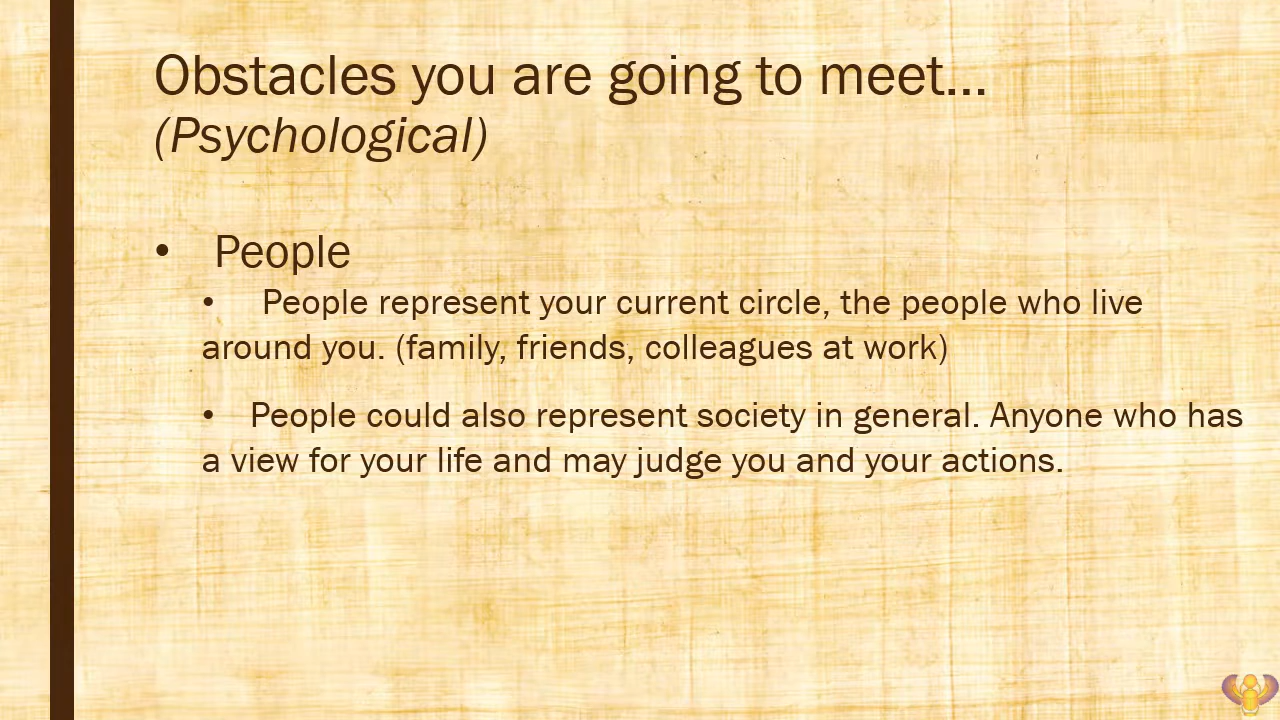 Obstacles you are going to meet...
(Psychological)
• People
• People represent your current circle, the people who live
around you. (family, friends, colleagues at work)
• People could also represent society in general. Anyone who has
a view for your life and may judge you and your actions.